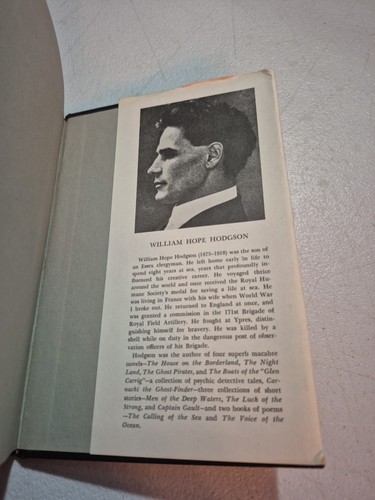 WILLIAM HOPE HODGSON
William Hope Hodgson (1875-1918) was the son of
an Essex clergyman. He left home early in life to
spend eight years at sea, years that profoundly in-
fluenced his creative career. He voyaged thrice
around the world and once received the Royal Hu-
mane Society's medal for saving a life at sea. He
was living in France with his wife when World War
I broke out. He returned to England at once, and
was granted a commission in the 171st Brigade of
Royal Field Artillery. He fought at Ypres, distin-
guishing himself for bravery. He was killed by a
shell while on duty in the dangerous post of obser-
vation officers of his Brigade.
Hodgson was the author of four superb macabre
novels—The House on the Borderland, The Night
Land, The Ghost Pirates, and The Boats of the "Glen
Carrig"—a collection of psychic detective tales, Car-
nacki the Ghost-Finder—three collections of short
stories—Men of the Deep Waters, The Luck of the
Strong, and Captain Gault—and two books of poems
—The Calling of the Sea and The Voice of the
Ocean.